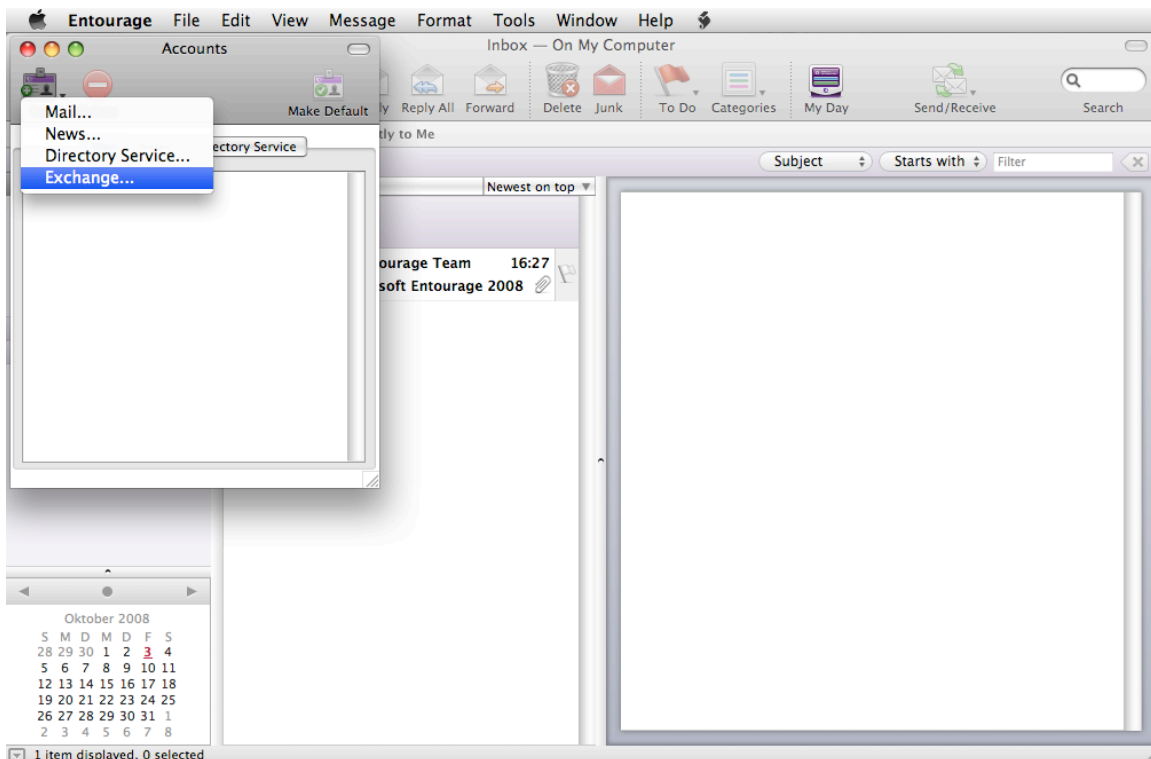 Entourage File Edit View Message Format Tools Window Help
Accounts
Inbox — On My Computer
Make Default
ly Reply All Forward Delete Junk To Do Categories My Day Send/Receive Search
Mail...
News...
Directory Service...
Exchange...
ectory Service
tly to Me
Subject Starts with Filter
Newest on top
ourage Team 16:27
soft Entourage 2008
Oktober 2008
S M D M D F S
28 29 30 1 2 3 4
5 6 7 8 9 10 11
12 13 14 15 16 17 18
19 20 21 22 23 24 25
26 27 28 29 30 31 1
2 3 4 5 6 7 8
1 item displayed, 0 selected